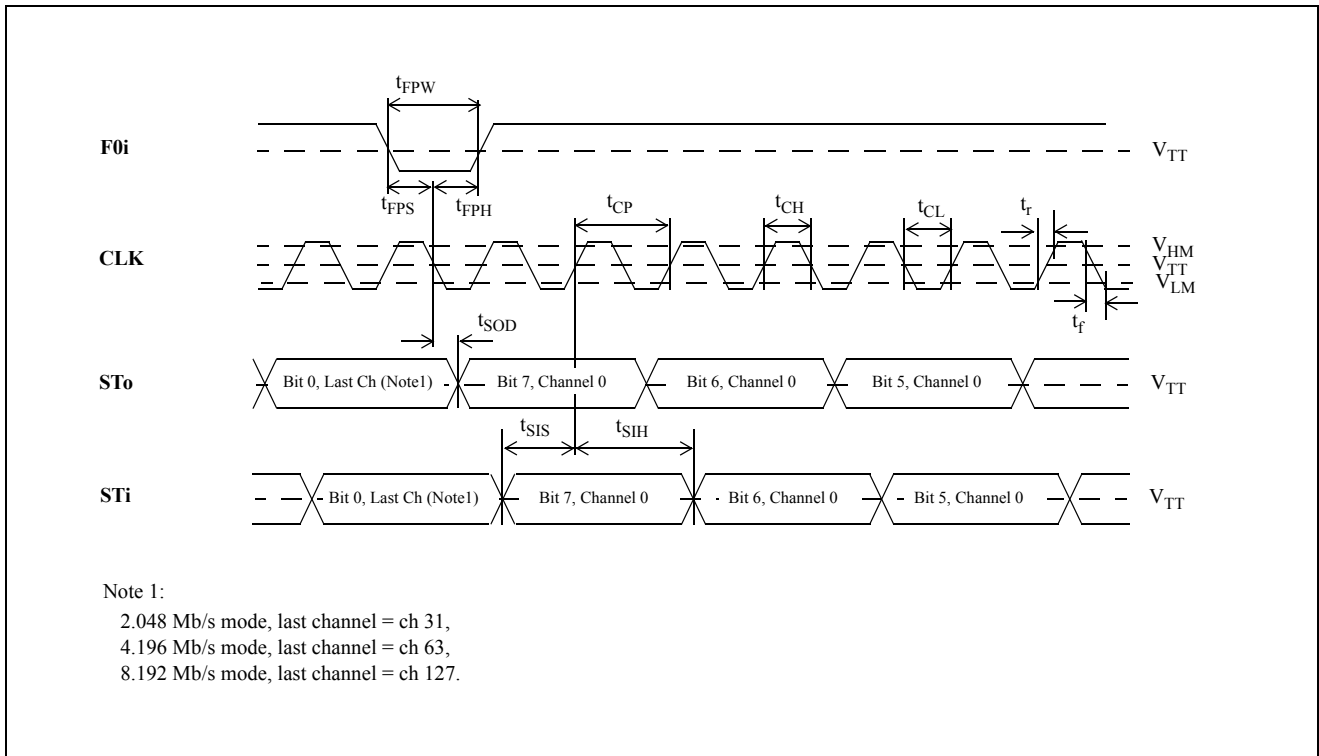 tFPW
F0i
VTT
tFPS
tFPH
tCP
tCH
tCL
tr
CLK
VHM
VTT
VLM
tf
tSOD
STo
Bit 0, Last Ch (Note1)
Bit 7, Channel 0
Bit 6, Channel 0
Bit 5, Channel 0
VTT
tSIS
tSIH
STi
Bit 0, Last Ch (Note1)
Bit 7, Channel 0
Bit 6, Channel 0
Bit 5, Channel 0
VTT
Note 1:
2.048 Mb/s mode, last channel = ch 31,
4.196 Mb/s mode, last channel = ch 63,
8.192 Mb/s mode, last channel = ch 127.